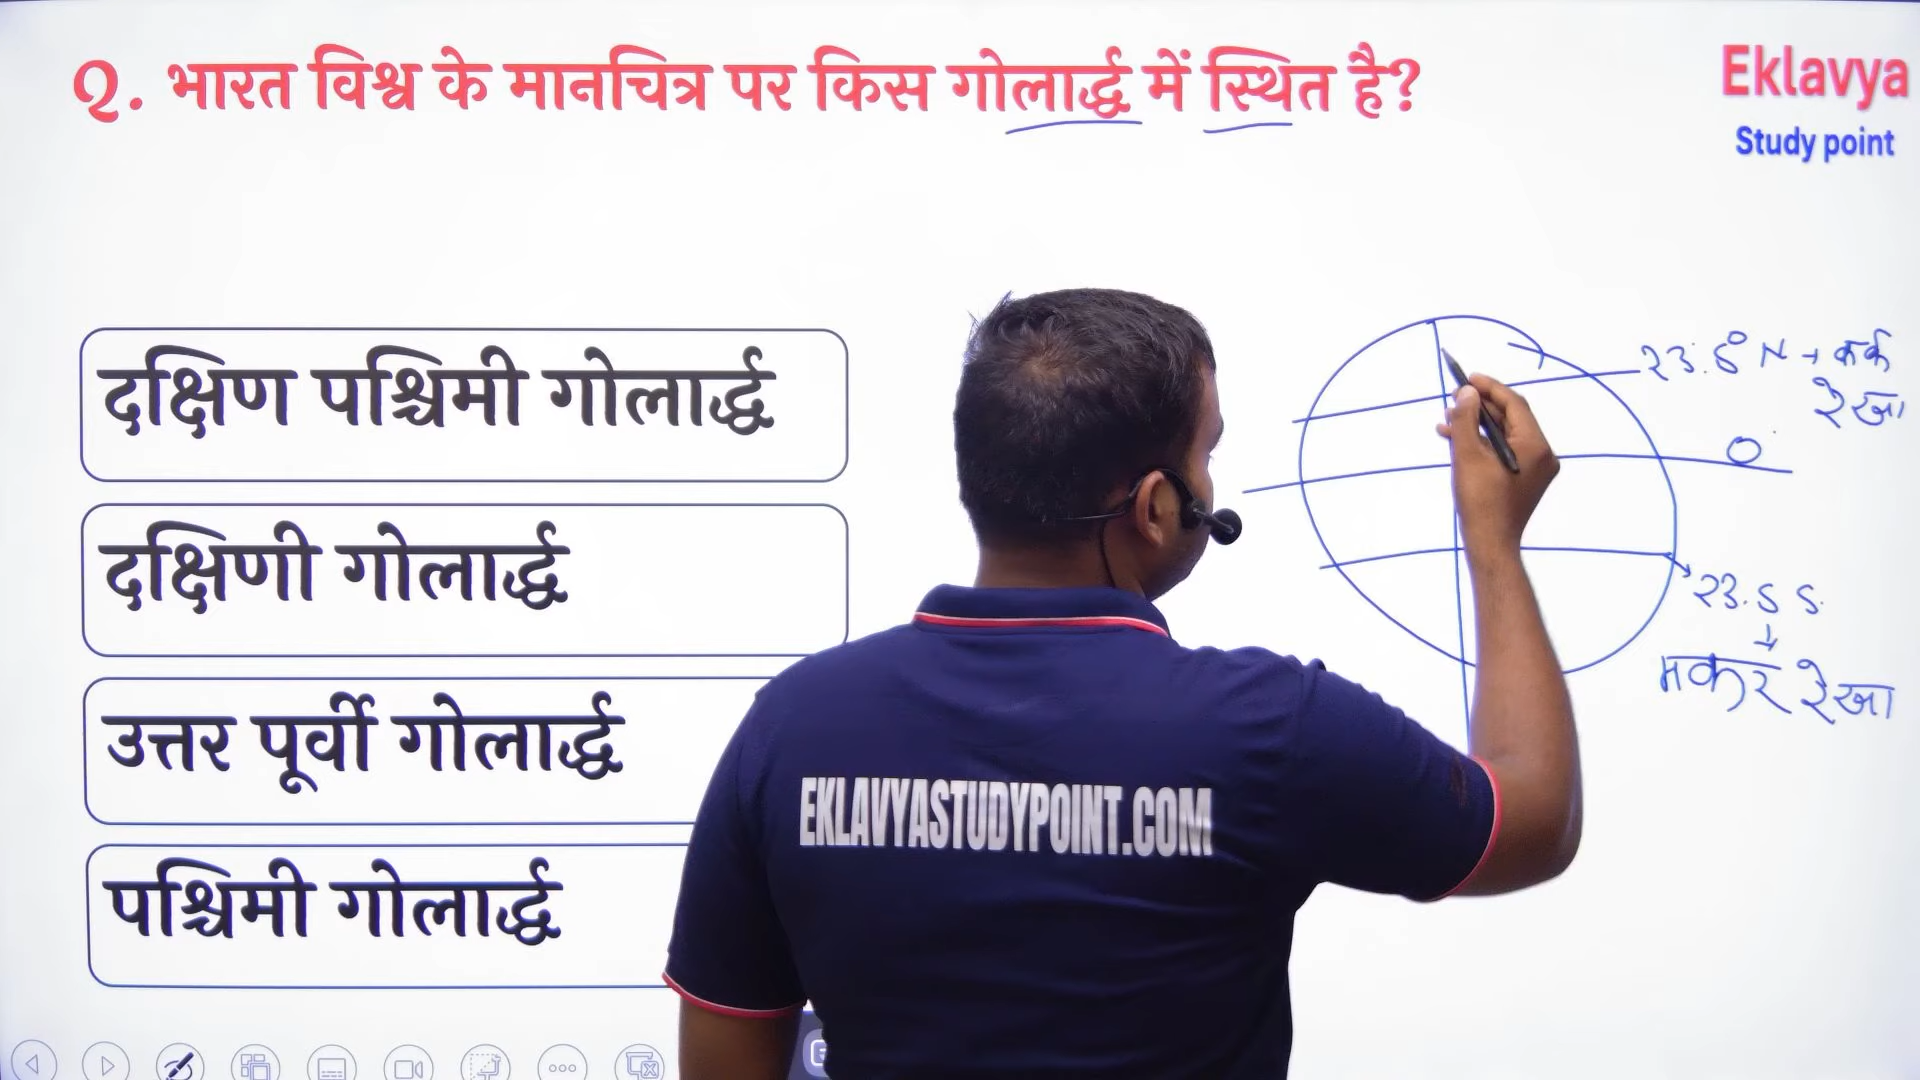 Q. भारत विश्व के मानचित्र पर किस गोलार्द्ध में स्थित है?
Eklavya
Study point
दक्षिण पश्चिमी गोलार्द्ध
दक्षिणी गोलार्द्ध
उत्तर पूर्वी गोलार्द्ध
पश्चिमी गोलार्द्ध
23.5° N → कर्क
रेखा
0
23.5 S
मकर रेखा
EKLAVYASTUDYPOINT.COM